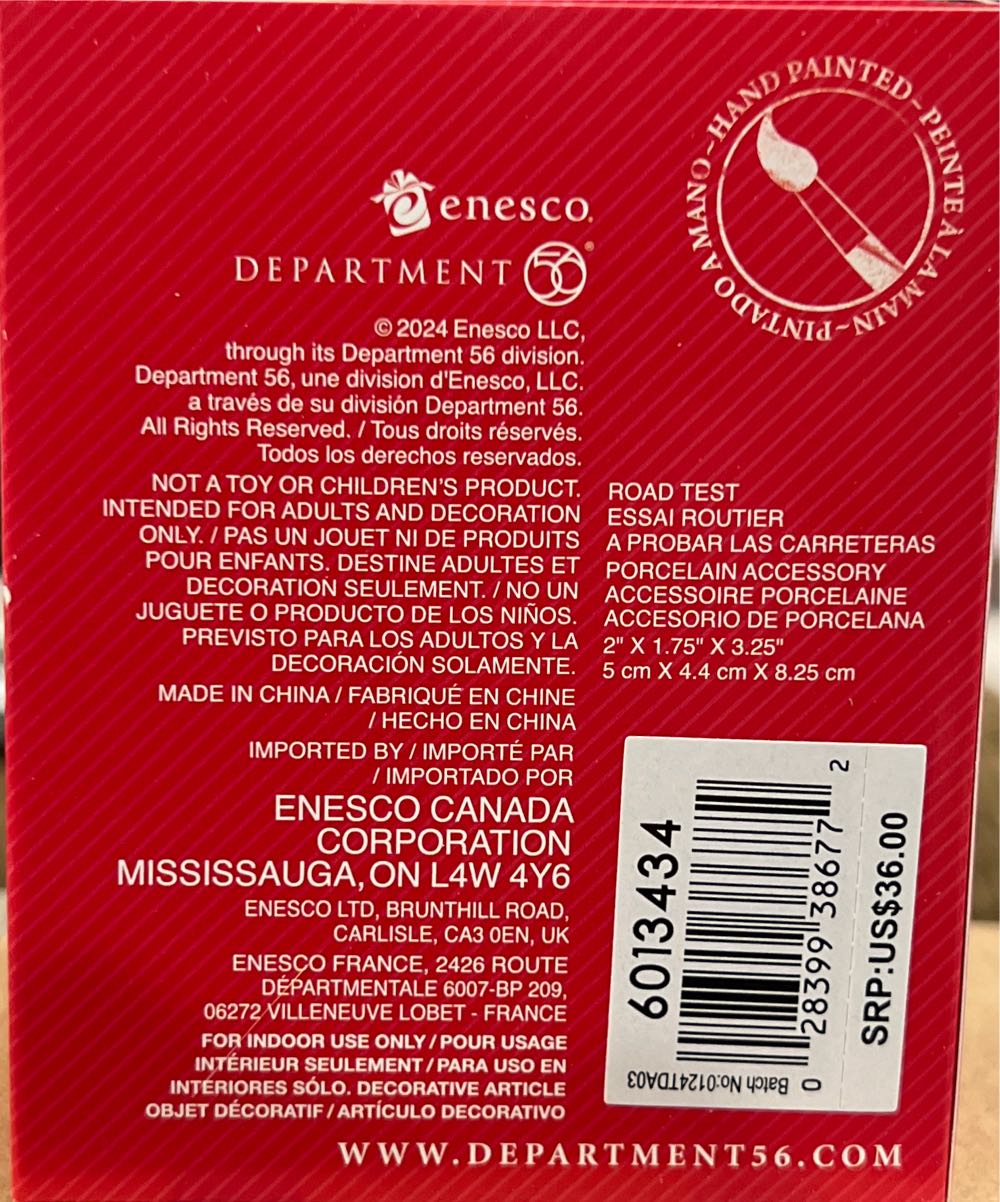 HAND PAINTED~PEINTE À LA MAIN~PINTADO A MANO~
enesco.
DEPARTMENT 56®
© 2024 Enesco LLC,
through its Department 56 division.
Department 56, une division d'Enesco, LLC.
a través de su división Department 56.
All Rights Reserved. / Tous droits réservés.
Todos los derechos reservados.
NOT A TOY OR CHILDREN'S PRODUCT.
INTENDED FOR ADULTS AND DECORATION
ONLY. / PAS UN JOUET NI DE PRODUITS
POUR ENFANTS. DESTINE ADULTES ET
DECORATION SEULEMENT. / NO UN
JUGUETE O PRODUCTO DE LOS NIÑOS.
PREVISTO PARA LOS ADULTOS Y LA
DECORACIÓN SOLAMENTE.
MADE IN CHINA / FABRIQUÉ EN CHINE
/ HECHO EN CHINA
IMPORTED BY / IMPORTÉ PAR
/ IMPORTADO POR
ENESCO CANADA
CORPORATION
MISSISSAUGA, ON L4W 4Y6
ENESCO LTD, BRUNTHILL ROAD,
CARLISLE, CA3 0EN, UK
ENESCO FRANCE, 2426 ROUTE
DÉPARTMENTALE 6007-BP 209,
06272 VILLENEUVE LOBET - FRANCE
FOR INDOOR USE ONLY / POUR USAGE
INTÉRIEUR SEULEMENT / PARA USO EN
INTÉRIORES SÓLO. DECORATIVE ARTICLE
OBJET DÉCORATIF / ARTÍCULO DECORATIVO
ROAD TEST
ESSAI ROUTIER
A PROBAR LAS CARRETERAS
PORCELAIN ACCESSORY
ACCESSOIRE PORCELAINE
ACCESORIO DE PORCELANA
2" X 1.75" X 3.25"
5 cm X 4.4 cm X 8.25 cm
6013434
0 28399 38677 2
SRP:US$36.00
Batch No:0124TDA03
WWW.DEPARTMENT56.COM